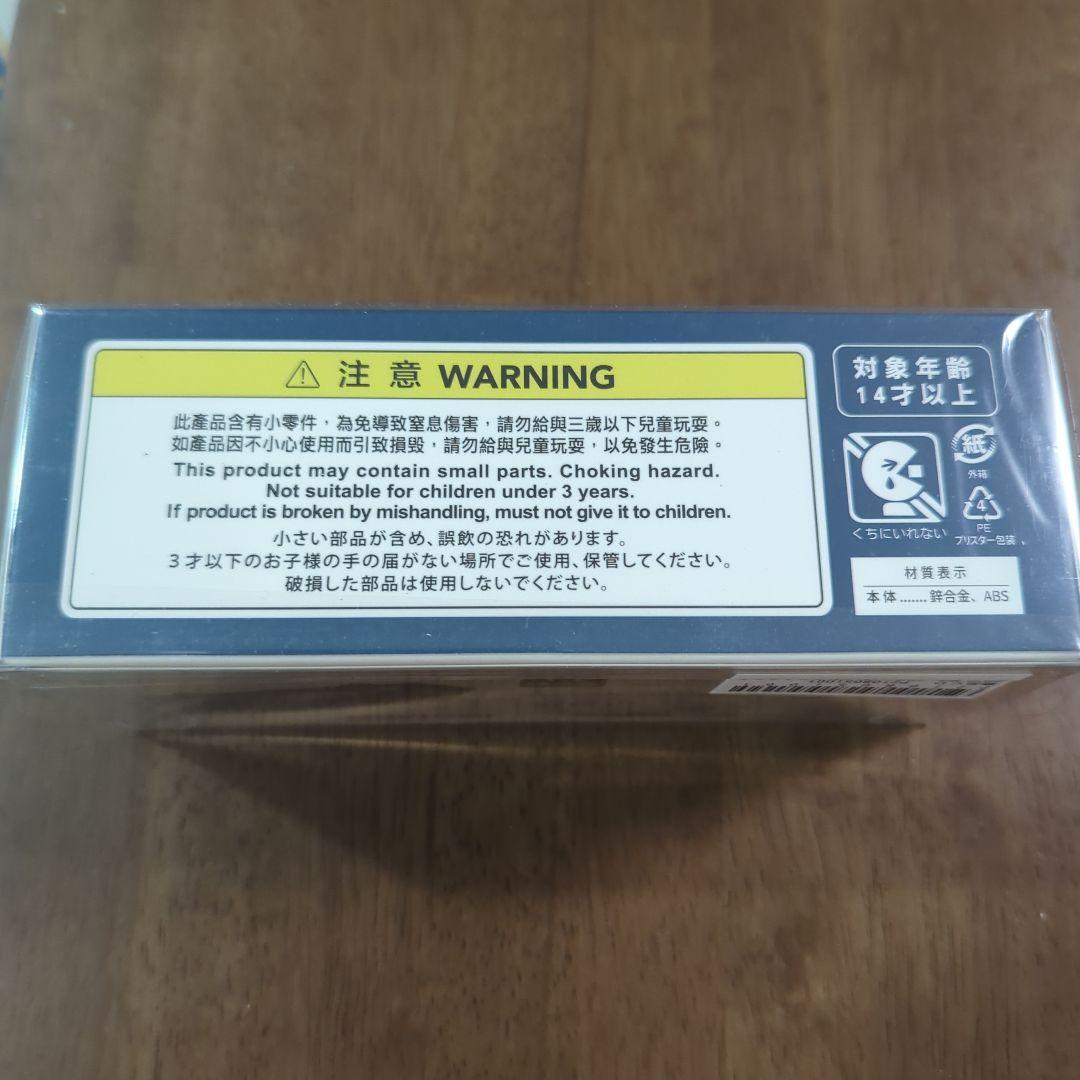 注意 WARNING
此產品含有小零件，為免導致窒息傷害，請勿給與三歲以下兒童玩耍。
如產品因不小心使用而引致損毀，請勿給與兒童玩耍，以免發生危險。
This product may contain small parts. Choking hazard.
Not suitable for children under 3 years.
If product is broken by mishandling, must not give it to children.
小さい部品が含め、誤飲の恐れがあります。
3才以下のお子様の手の届がない場所でご使用、保管してください。
破損した部品は使用しないでください。
対象年齢
14才以上
くちにいれない
紙
外箱
4
PE
ブリスター包装、
材質表示
本体.......鋅合金、ABS